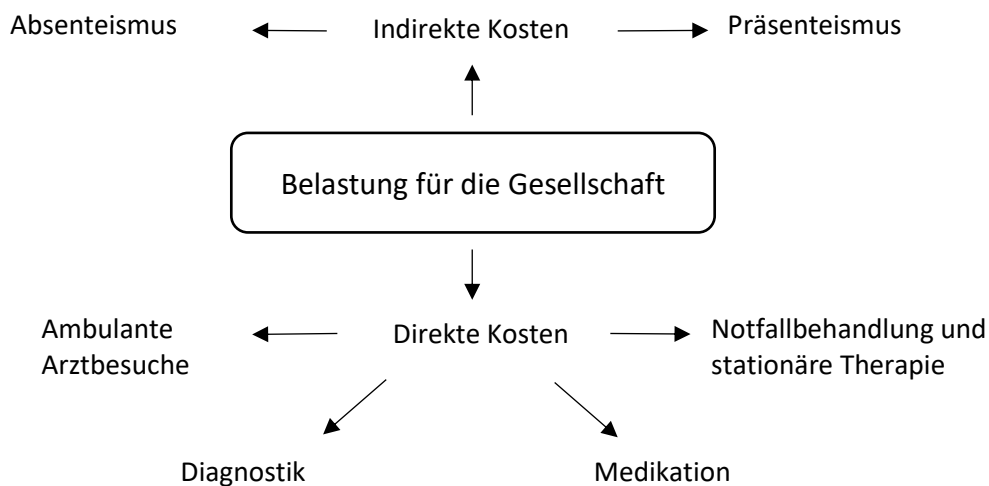 Absenteismus
Indirekte Kosten
Präsenteismus
Belastung für die Gesellschaft
Ambulante
Arztbesuche
Direkte Kosten
Notfallbehandlung und
stationäre Therapie
Diagnostik
Medikation